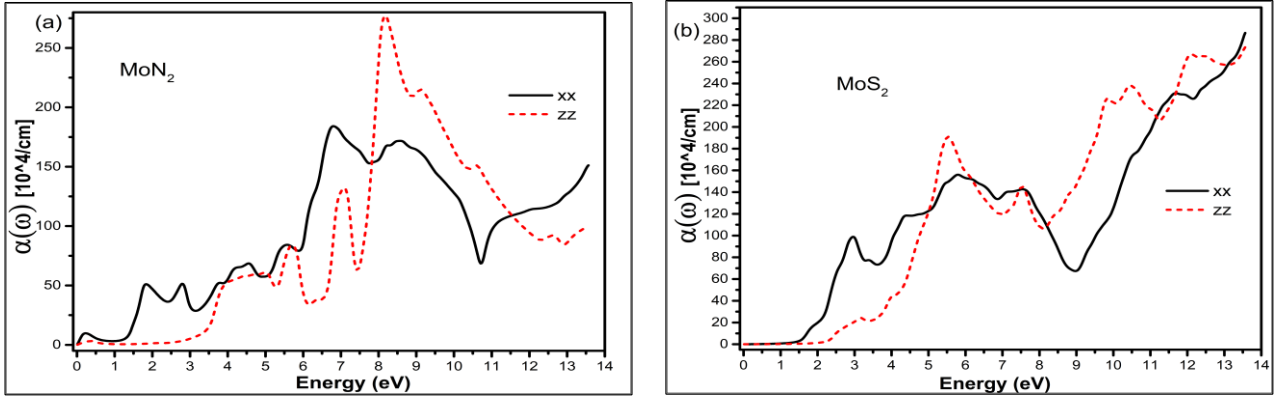 (a)
MoN2
xx
zz
α(ω) [10^4/cm]
250
200
150
100
50
0
0 1 2 3 4 5 6 7 8 9 10 11 12 13 14
Energy (eV)
(b)
MoS2
xx
zz
α(ω) [10^4/cm]
300
280
260
240
220
200
180
160
140
120
100
80
60
40
20
0
0 1 2 3 4 5 6 7 8 9 10 11 12 13 14
Energy (eV)